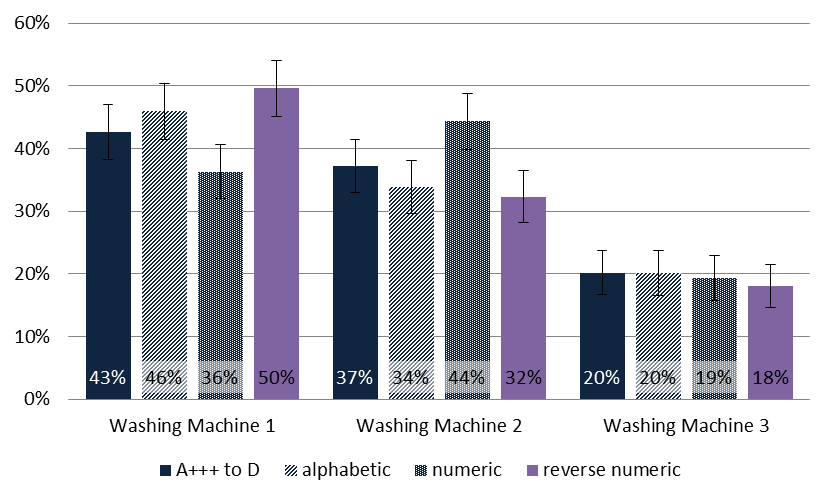 60%
50%
40%
30%
20%
10%
0%
43% 46% 36% 50% 37% 34% 44% 32% 20% 20% 19% 18%
Washing Machine 1 Washing Machine 2 Washing Machine 3
A+++ to D alphabetic numeric reverse numeric